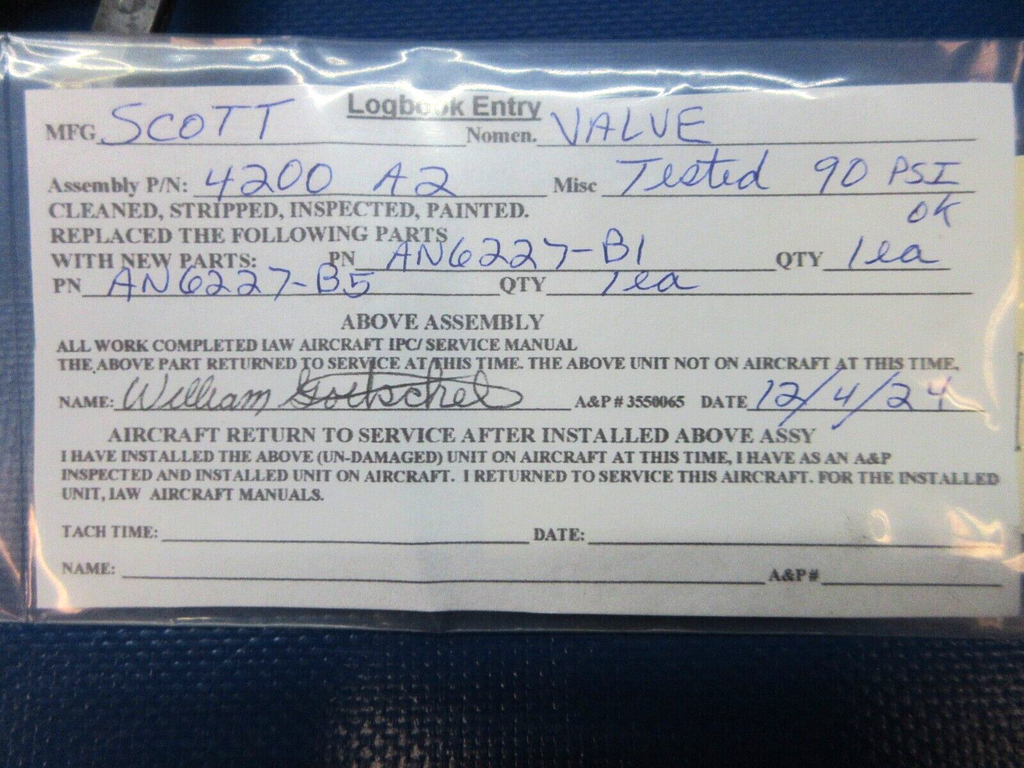 Logbook Entry
MFG. SCOTT Nomen. VALVE
Assembly P/N: 4200 A2 Misc Tested 90 PSI
OK
CLEANED, STRIPPED, INSPECTED, PAINTED.
REPLACED THE FOLLOWING PARTS
WITH NEW PARTS: PN AN6227-B1 QTY 1ea
PN AN6227-B5 QTY 1ea
ABOVE ASSEMBLY
ALL WORK COMPLETED IAW AIRCRAFT IPC/ SERVICE MANUAL
THE ABOVE PART RETURNED TO SERVICE AT THIS TIME. THE ABOVE UNIT NOT ON AIRCRAFT AT THIS TIME,
NAME: William A&P # 3550065 DATE 12/4/24
AIRCRAFT RETURN TO SERVICE AFTER INSTALLED ABOVE ASSY
I HAVE INSTALLED THE ABOVE (UN-DAMAGED) UNIT ON AIRCRAFT AT THIS TIME, I HAVE AS AN A&P
INSPECTED AND INSTALLED UNIT ON AIRCRAFT. I RETURNED TO SERVICE THIS AIRCRAFT. FOR THE INSTALLED
UNIT, IAW AIRCRAFT MANUALS.
TACH TIME: DATE:
NAME: A&P #